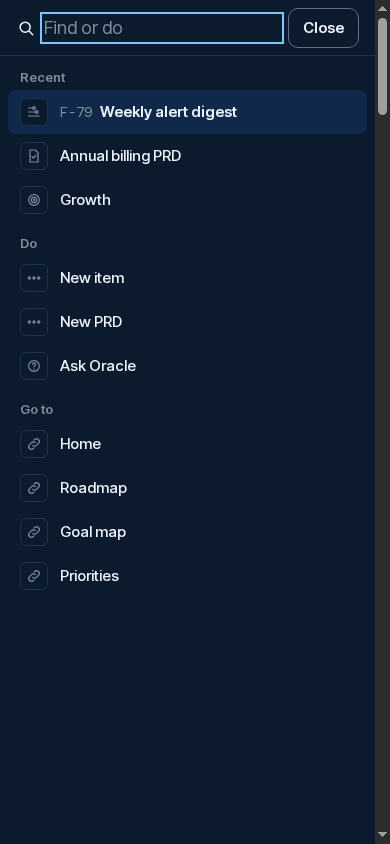 Find or do
Close
Recent
F-79 Weekly alert digest
Annual billing PRD
Growth
Do
New item
New PRD
Ask Oracle
Go to
Home
Roadmap
Goal map
Priorities